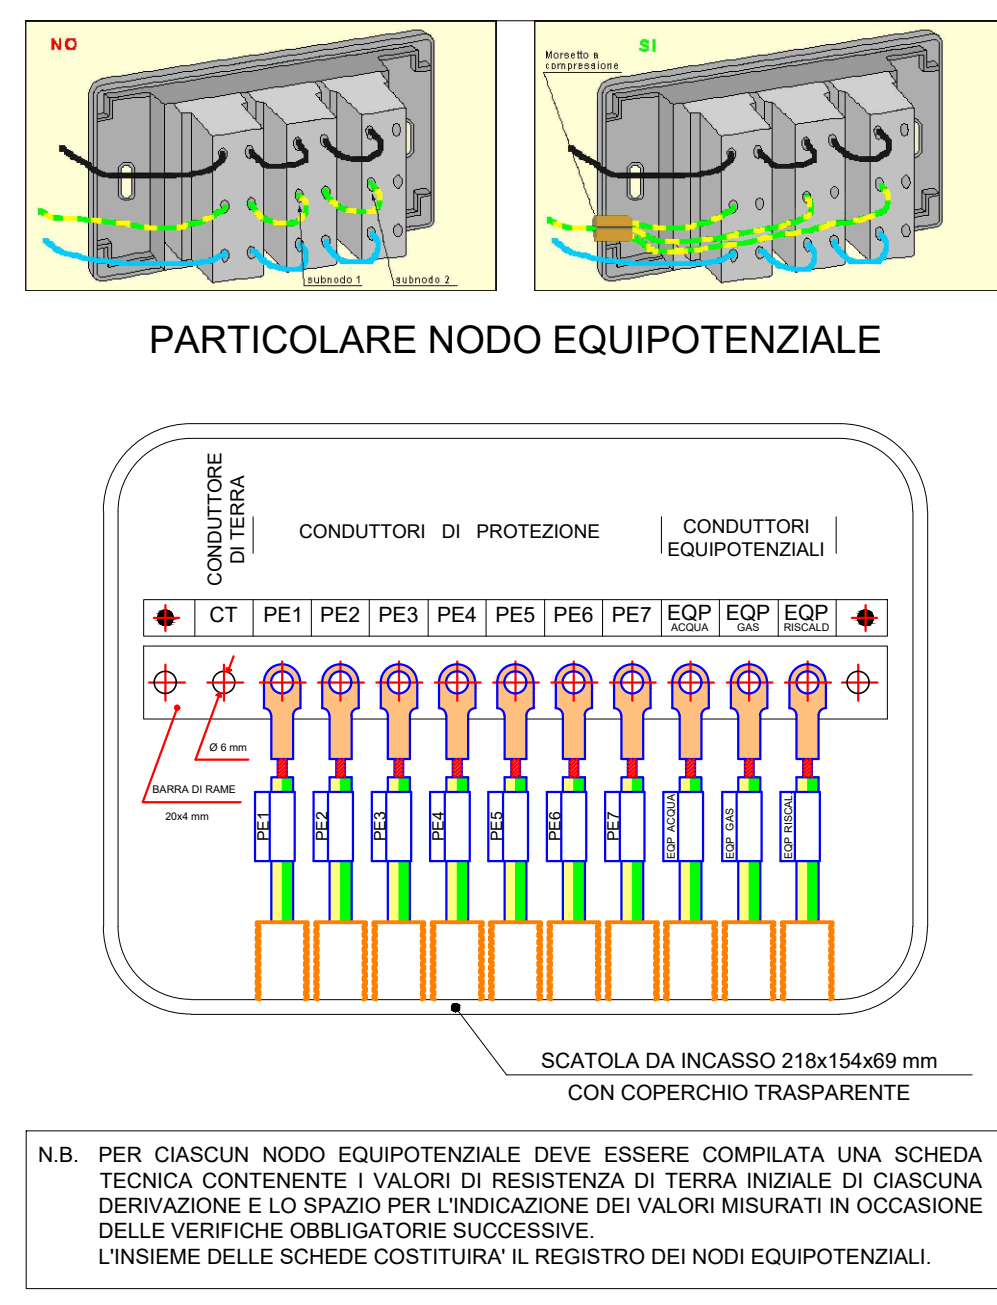 NO
subnodo 1
subnodo 2
SI
Morsetto a
compressione
PARTICOLARE NODO EQUIPOTENZIALE
CONDUTTORE
DI TERRA
CONDUTTORI DI PROTEZIONE
CONDUTTORI
EQUIPOTENZIALI
CT PE1 PE2 PE3 PE4 PE5 PE6 PE7 EQP EQP EQP
ACQUA GAS RISCALD
Ø 6 mm
BARRA DI RAME
20x4 mm
PE1
PE2
PE3
PE4
PE5
PE6
PE7
EQP ACQUA
EQP GAS
EQP RISCAL
SCATOLA DA INCASSO 218x154x69 mm
CON COPERCHIO TRASPARENTE
N.B. PER CIASCUN NODO EQUIPOTENZIALE DEVE ESSERE COMPILATA UNA SCHEDA
TECNICA CONTENENTE I VALORI DI RESISTENZA DI TERRA INIZIALE DI CIASCUNA
DERIVAZIONE E LO SPAZIO PER L'INDICAZIONE DEI VALORI MISURATI IN OCCASIONE
DELLE VERIFICHE OBBLIGATORIE SUCCESSIVE.
L'INSIEME DELLE SCHEDE COSTITUIRA' IL REGISTRO DEI NODI EQUIPOTENZIALI.